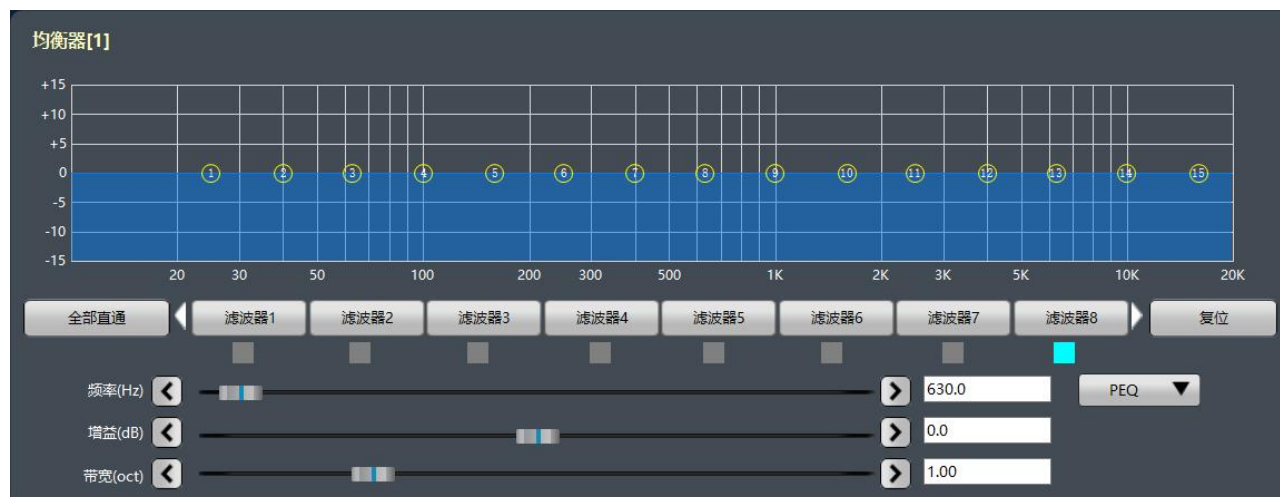 均衡器[1]
+15
+10
+5
0
-5
-10
-15
1 2 3 4 5 6 7 8 9 10 11 12 13 14 15
20 30 50 100 200 300 500 1K 2K 3K 5K 10K 20K
全部直通 滤波器1 滤波器2 滤波器3 滤波器4 滤波器5 滤波器6 滤波器7 滤波器8 复位
频率(Hz) 630.0 PEQ
增益(dB) 0.0
带宽(oct) 1.00